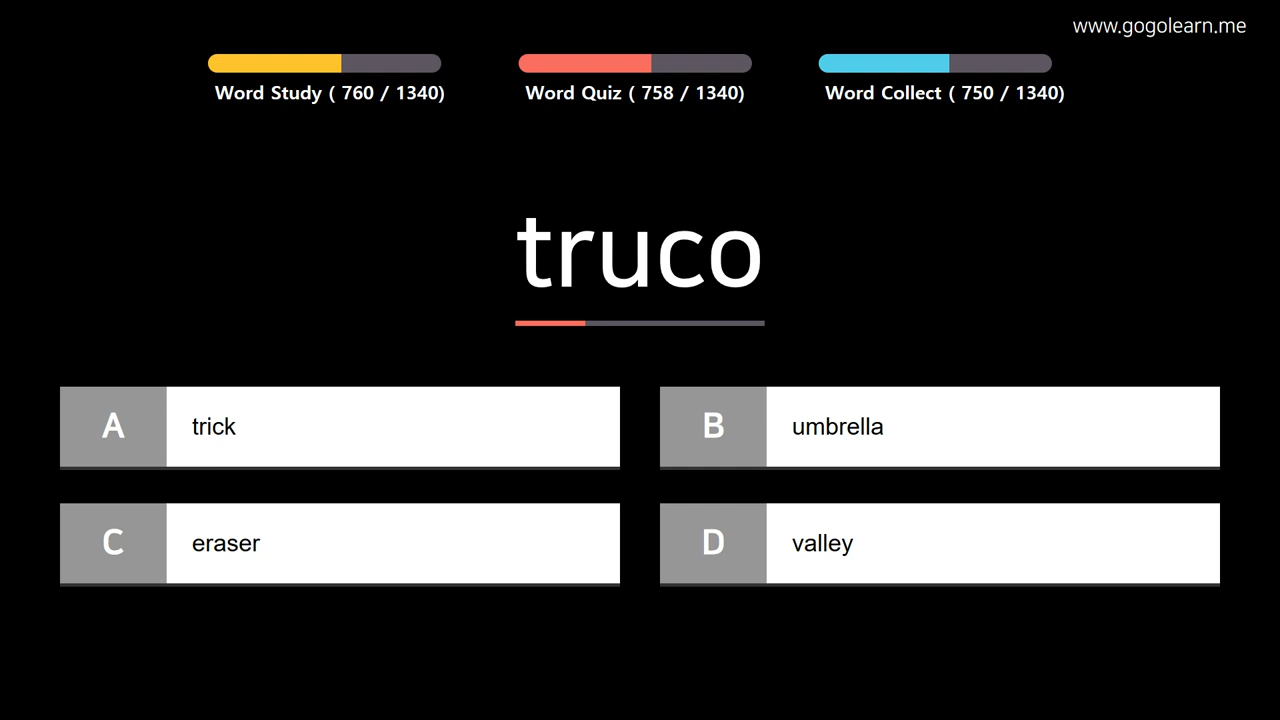 www.gogolearn.me
Word Study ( 760 / 1340)
Word Quiz ( 758 / 1340)
Word Collect ( 750 / 1340)
truco
A trick
B umbrella
C eraser
D valley